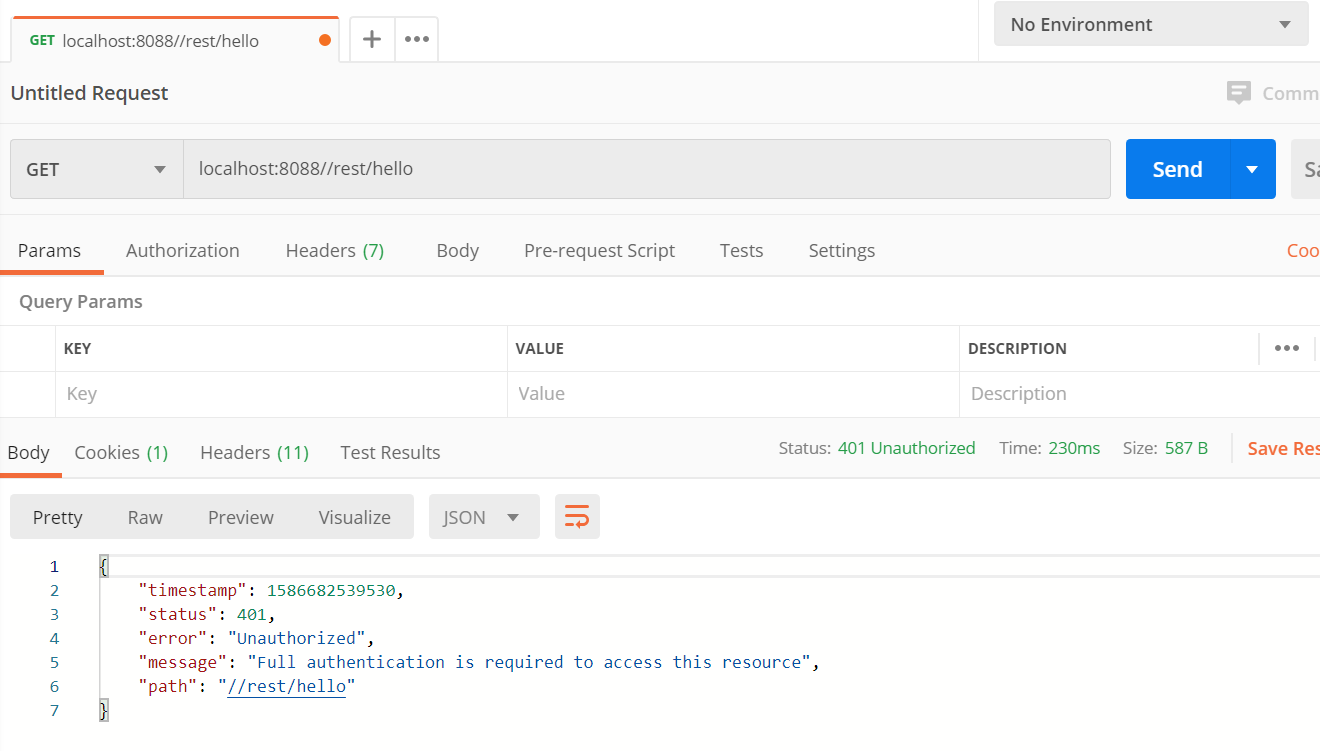 GET localhost:8088//rest/hello
No Environment
Untitled Request
Comm
GET localhost:8088//rest/hello Send Sa
Params Authorization Headers (7) Body Pre-request Script Tests Settings Coo
Query Params
KEY VALUE DESCRIPTION
Key Value Description
Body Cookies (1) Headers (11) Test Results Status: 401 Unauthorized Time: 230ms Size: 587 B Save Res
Pretty Raw Preview Visualize JSON
1 {
2 "timestamp": 1586682539530,
3 "status": 401,
4 "error": "Unauthorized",
5 "message": "Full authentication is required to access this resource",
6 "path": "//rest/hello"
7 }